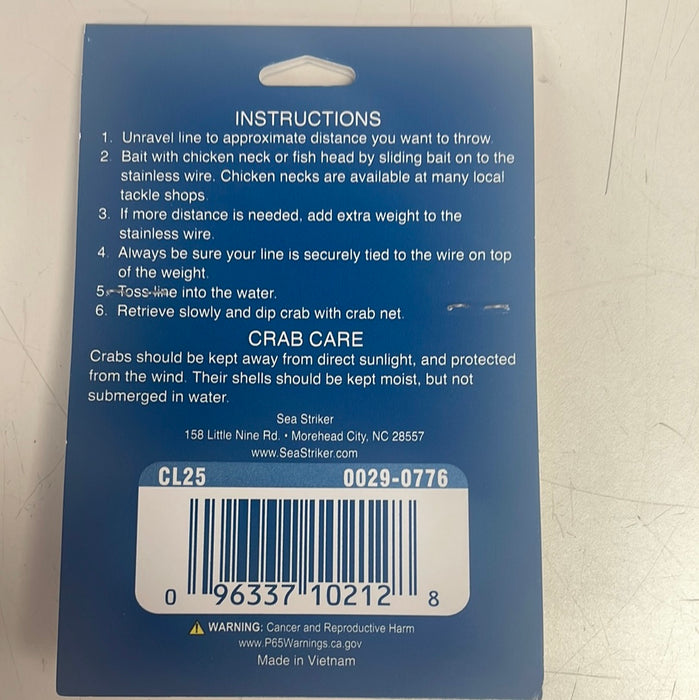 INSTRUCTIONS
1. Unravel line to approximate distance you want to throw.
2. Bait with chicken neck or fish head by sliding bait on to the
stainless wire. Chicken necks are available at many local
tackle shops.
3. If more distance is needed, add extra weight to the
stainless wire.
4. Always be sure your line is securely tied to the wire on top
of the weight.
5. Toss line into the water.
6. Retrieve slowly and dip crab with crab net.
CRAB CARE
Crabs should be kept away from direct sunlight, and protected
from the wind. Their shells should be kept moist, but not
submerged in water.
Sea Striker
158 Little Nine Rd. • Morehead City, NC 28557
www.SeaStriker.com
CL25 0029-0776
0 96337 10212 8
⚠ WARNING: Cancer and Reproductive Harm
www.P65Warnings.ca.gov
Made in Vietnam